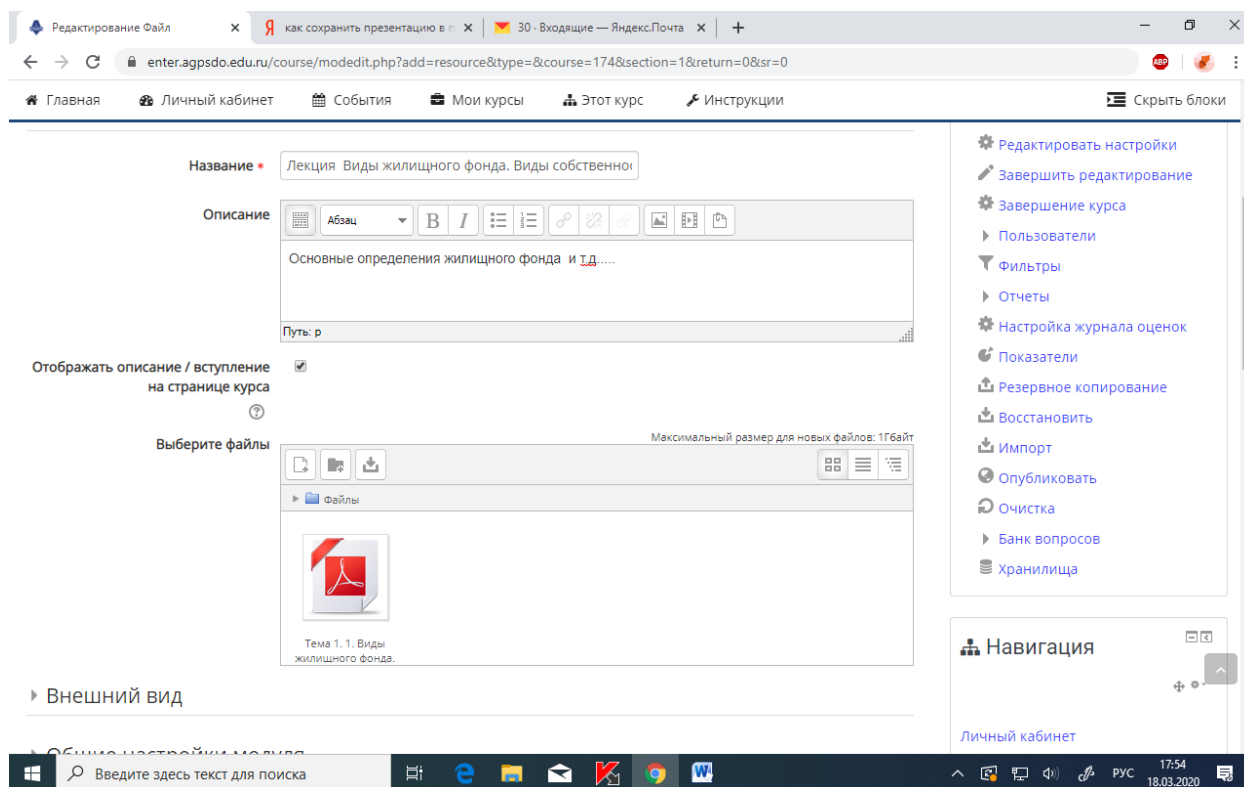 Редактирование Файл
как сохранить презентацию в п
30 · Входящие — Яндекс.Почта
enter.agpsdo.edu.ru/course/modedit.php?add=resource&type=&course=174&section=1&return=0&sr=0
ABP
Главная
Личный кабинет
События
Мои курсы
Этот курс
Инструкции
Скрыть блоки
Название
Лекция Виды жилищного фонда. Виды собственнос
Описание
Абзац
B I
Основные определения жилищного фонда и т.д.....
Путь: p
Отображать описание / вступление
на странице курса
Выберите файлы
Максимальный размер для новых файлов: 1Гбайт
Файлы
Тема 1. 1. Виды
жилищного фонда.
Внешний вид
Общие настройки модуля
Редактировать настройки
Завершить редактирование
Завершение курса
Пользователи
Фильтры
Отчеты
Настройка журнала оценок
Показатели
Резервное копирование
Восстановить
Импорт
Опубликовать
Очистка
Банк вопросов
Хранилища
Навигация
Личный кабинет
Введите здесь текст для поиска
РУС
17:54
18.03.2020